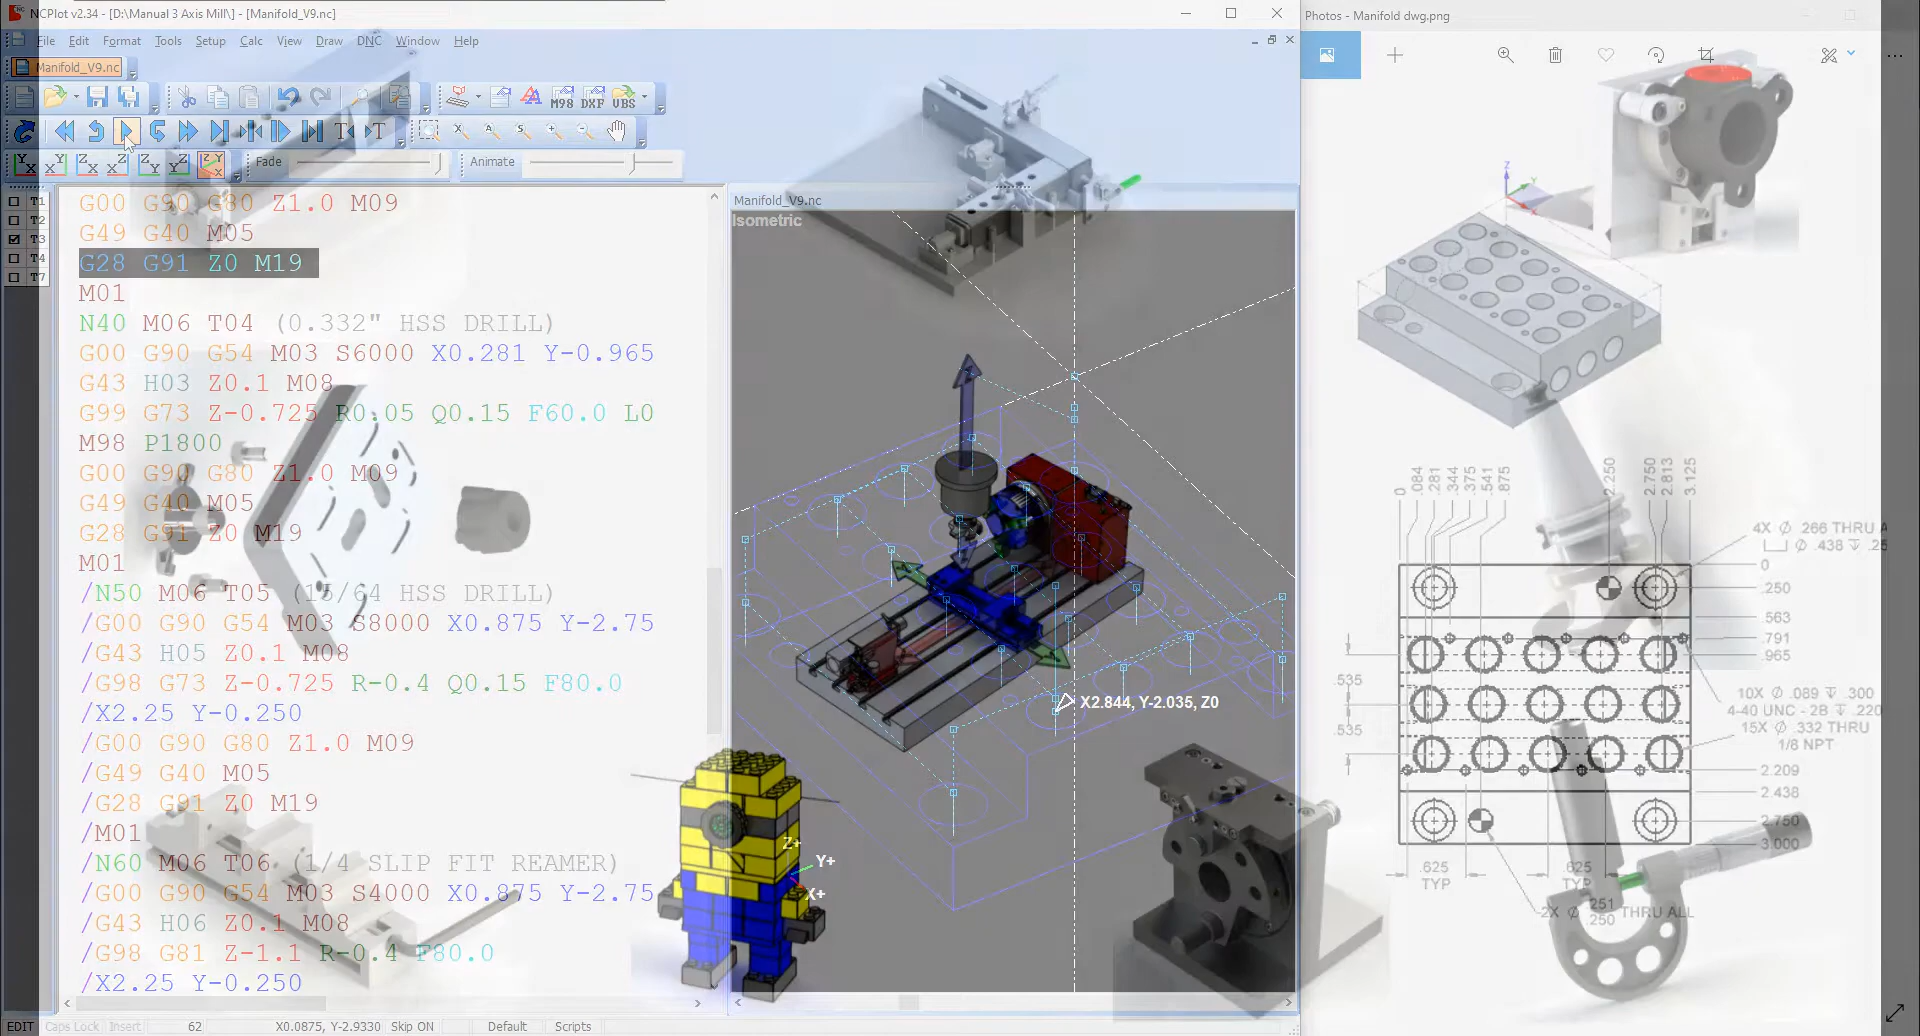 NCPlot v2.34 - [D:\Manual 3 Axis Mill\] - [Manifold_V9.nc]
Photos - Manifold dwg.png
File Edit Format Tools Setup Calc View Draw DNC Window Help
Manifold_V9.nc
M98 DXF VBS
Fade
Animate
T1
T2
T3
T4
T7
G00 G90 G80 Z1.0 M09
G49 G40 M05
G28 G91 Z0 M19
M01
N40 M06 T04 (0.332" HSS DRILL)
G00 G90 G54 M03 S6000 X0.281 Y-0.965
G43 H03 Z0.1 M08
G99 G73 Z-0.725 R0.05 Q0.15 F60.0 L0
M98 P1800
G00 G90 G80 Z1.0 M09
G49 G40 M05
G28 G91 Z0 M19
M01
/N50 M06 T05 (15/64 HSS DRILL)
/G00 G90 G54 M03 S8000 X0.875 Y-2.75
/G43 H05 Z0.1 M08
/G98 G73 Z-0.725 R-0.4 Q0.15 F80.0
/X2.25 Y-0.250
/G00 G90 G80 Z1.0 M09
/G49 G40 M05
/G28 G91 Z0 M19
/M01
/N60 M06 T06 (1/4 SLIP FIT REAMER)
/G00 G90 G54 M03 S4000 X0.875 Y-2.75
/G43 H06 Z0.1 M08
/G98 G81 Z-1.1 R-0.4 F80.0
/X2.25 Y-0.250
Manifold_V9.nc
Isometric
X2.844, Y-2.035, Z0
Z+
Y+
X+
Z
Y
X
0
.084
.281
.344
.375
.541
.875
2.250
2.750
2.813
3.125
4X Ø .266 THRU A
⌴ Ø .438 ↧ .25
0
.250
.563
.791
.965
.535
.535
10X Ø .089 ↧ .300
4-40 UNC - 2B ↧ .220
15X Ø .332 THRU
1/8 NPT
2.209
2.438
2.750
3.000
.625
TYP
.625
TYP
2X Ø .251
.250 THRU ALL
EDIT Caps Lock Insert 62 X0.0875, Y-2.9330 Skip ON Default Scripts